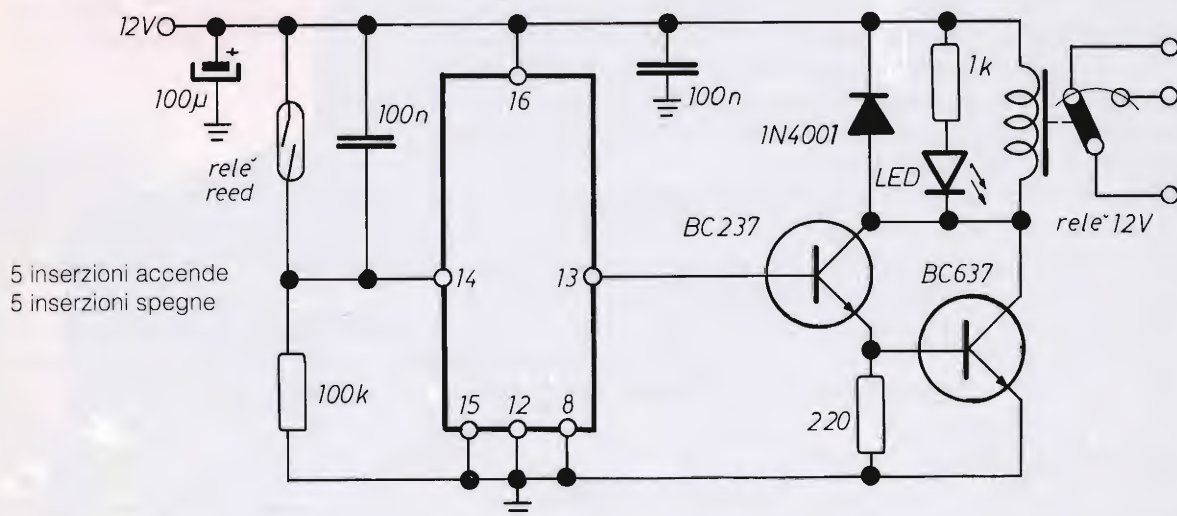 12V
+
100µ
relè
reed
100n
16
14
13
15
12
8
100k
100n
1N4001
1k
LED
BC237
BC637
220
relè 12V
5 inserzioni accende
5 inserzioni spegne